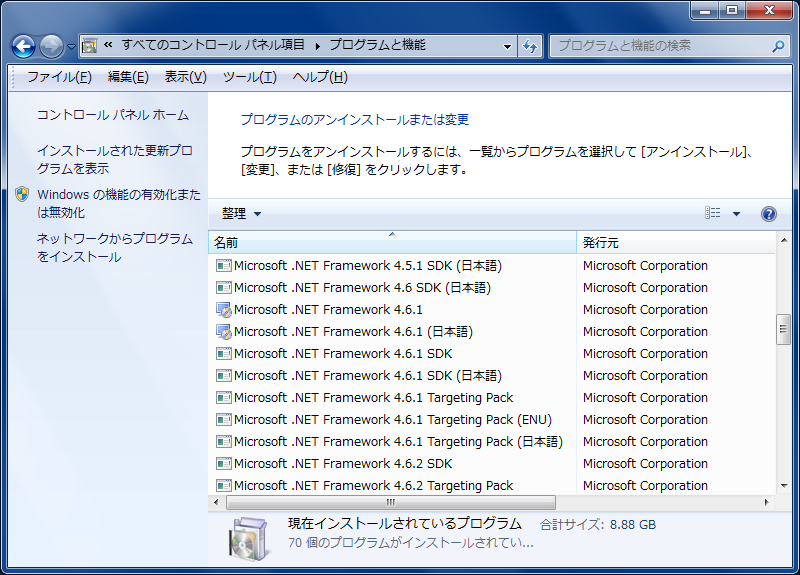 « すべてのコントロール パネル項目 ▸ プログラムと機能
プログラムと機能の検索
ファイル(F) 編集(E) 表示(V) ツール(T) ヘルプ(H)
コントロール パネル ホーム
インストールされた更新プロ
グラムを表示
Windows の機能の有効化また
は無効化
ネットワークからプログラム
をインストール
プログラムのアンインストールまたは変更
プログラムをアンインストールするには、一覧からプログラムを選択して [アンインストール]、
[変更]、または [修復] をクリックします。
整理
名前 発行元
Microsoft .NET Framework 4.5.1 SDK (日本語) Microsoft Corporation
Microsoft .NET Framework 4.6 SDK (日本語) Microsoft Corporation
Microsoft .NET Framework 4.6.1 Microsoft Corporation
Microsoft .NET Framework 4.6.1 (日本語) Microsoft Corporation
Microsoft .NET Framework 4.6.1 SDK Microsoft Corporation
Microsoft .NET Framework 4.6.1 SDK (日本語) Microsoft Corporation
Microsoft .NET Framework 4.6.1 Targeting Pack Microsoft Corporation
Microsoft .NET Framework 4.6.1 Targeting Pack (ENU) Microsoft Corporation
Microsoft .NET Framework 4.6.1 Targeting Pack (日本語) Microsoft Corporation
Microsoft .NET Framework 4.6.2 SDK Microsoft Corporation
Microsoft .NET Framework 4.6.2 Targeting Pack Microsoft Corporation
現在インストールされているプログラム 合計サイズ: 8.88 GB
70 個のプログラムがインストールされてい...